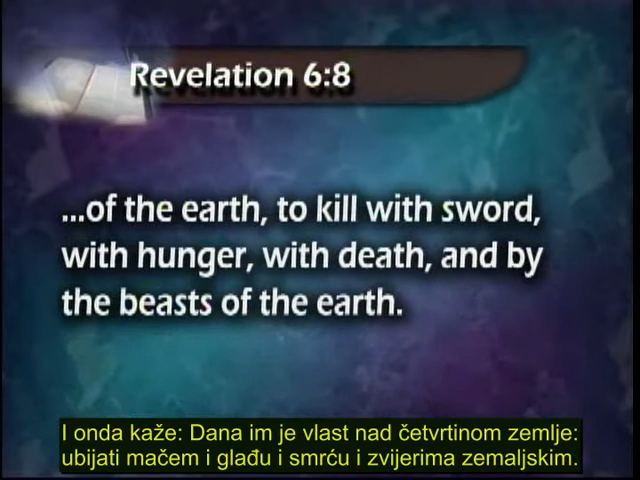 Revelation 6:8
...of the earth, to kill with sword,
with hunger, with death, and by
the beasts of the earth.
I onda kaže: Dana im je vlast nad četvrtinom zemlje:
ubijati mačem i glađu i smrću i zvijerima zemaljskim.